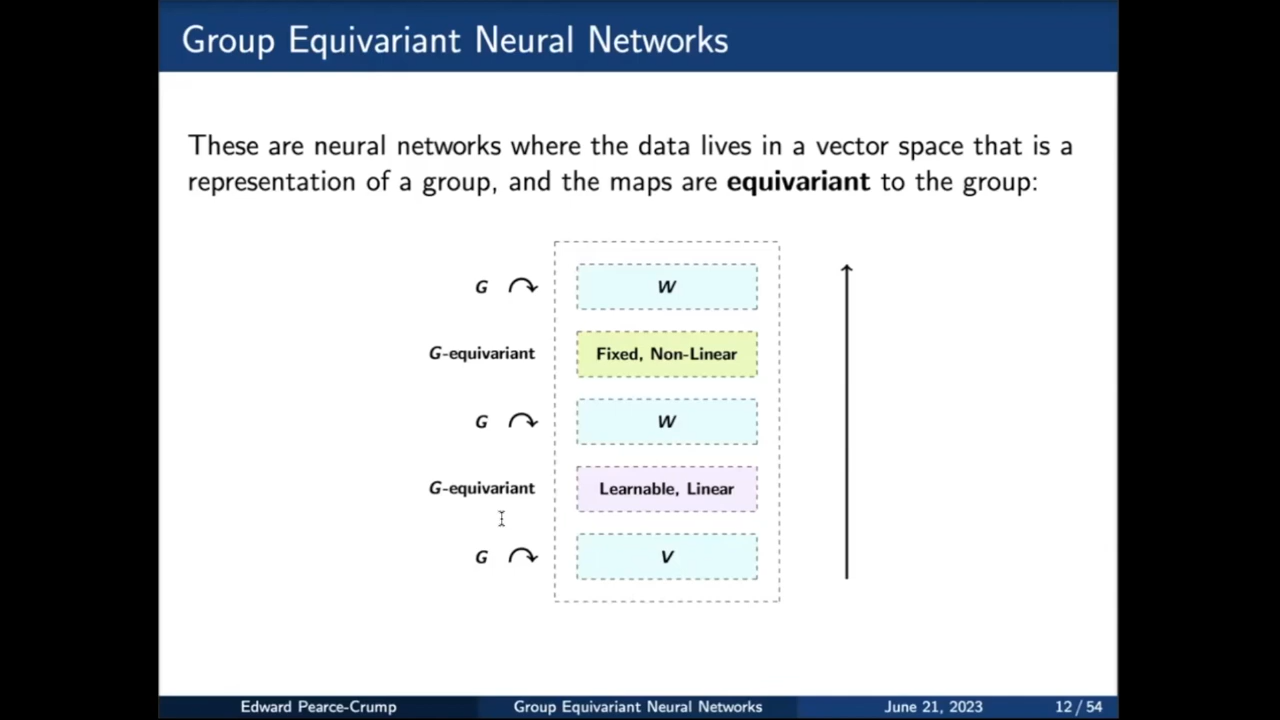 Group Equivariant Neural Networks
These are neural networks where the data lives in a vector space that is a
representation of a group, and the maps are equivariant to the group:
G W
G-equivariant Fixed, Non-Linear
G W
G-equivariant Learnable, Linear
G V
Edward Pearce-Crump Group Equivariant Neural Networks June 21, 2023 12 / 54